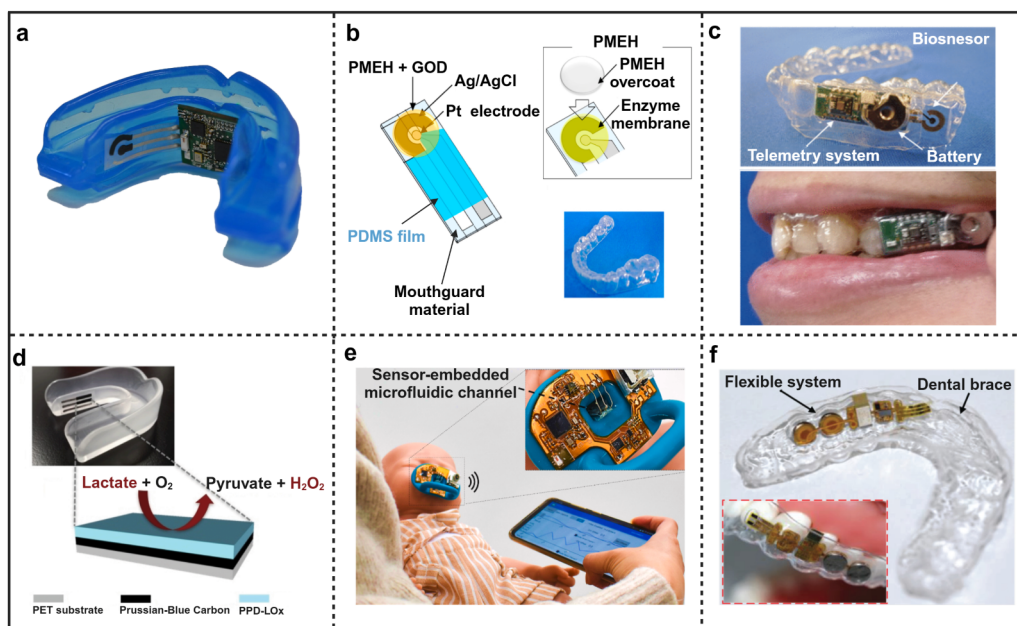 a
b
PMEH + GOD
Ag/AgCl
Pt electrode
PDMS film
Mouthguard
material
PMEH
PMEH
overcoat
Enzyme
membrane
c
Biosnesor
Telemetry system
Battery
d
Lactate + O₂
Pyruvate + H₂O₂
PET substrate
Prussian-Blue Carbon
PPD-LOx
e
Sensor-embedded
microfluidic channel
f
Flexible system
Dental brace